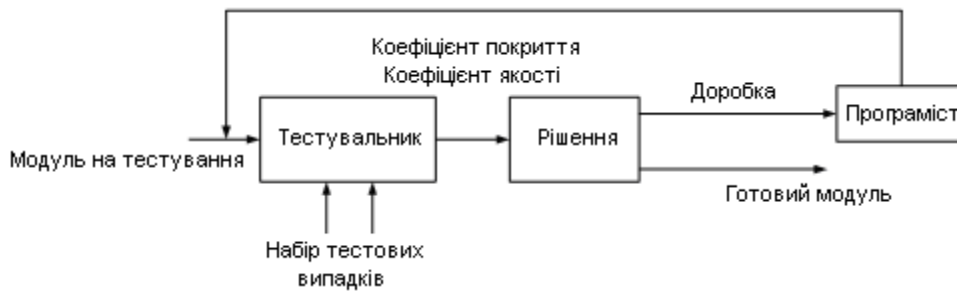 Коефіцієнт покриття
Коефіцієнт якості
Доробка
Програміст
Тестувальник
Рішення
Модуль на тестування
Готовий модуль
Набір тестових
випадків